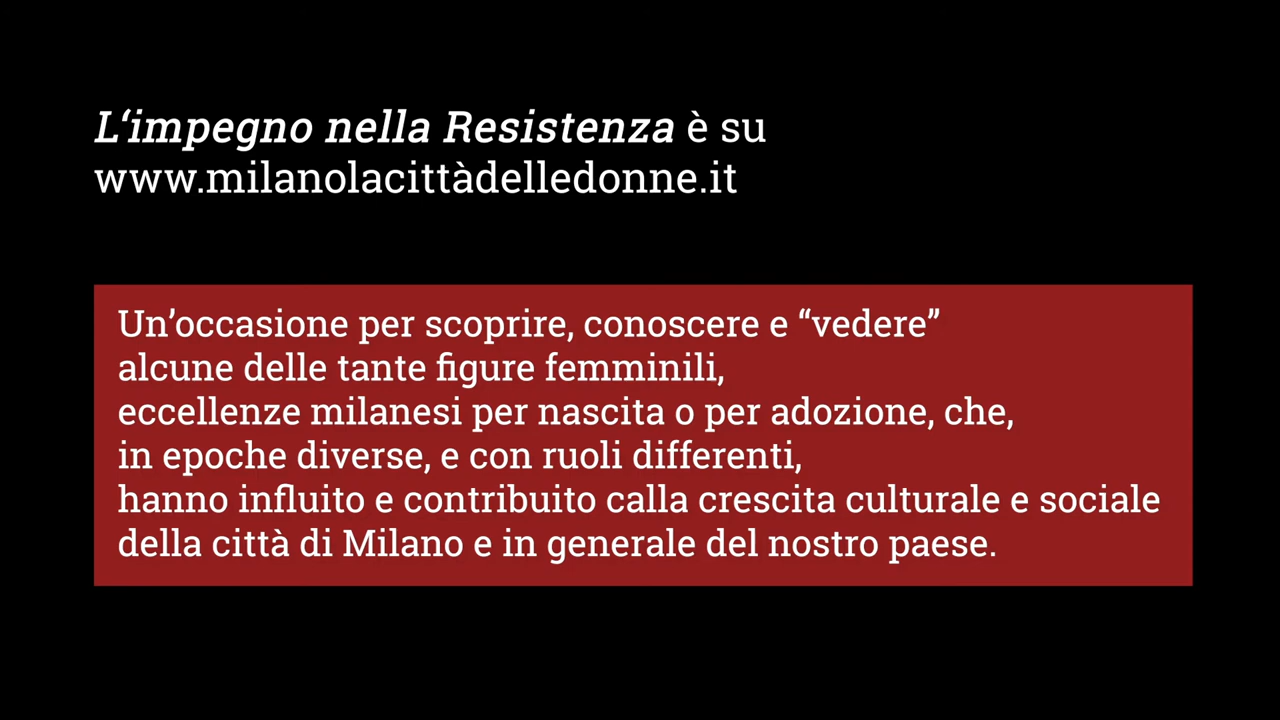 L‘impegno nella Resistenza è su
www.milanolacittàdelledonne.it
Un’occasione per scoprire, conoscere e “vedere”
alcune delle tante figure femminili,
eccellenze milanesi per nascita o per adozione, che,
in epoche diverse, e con ruoli differenti,
hanno influito e contribuito calla crescita culturale e sociale
della città di Milano e in generale del nostro paese.